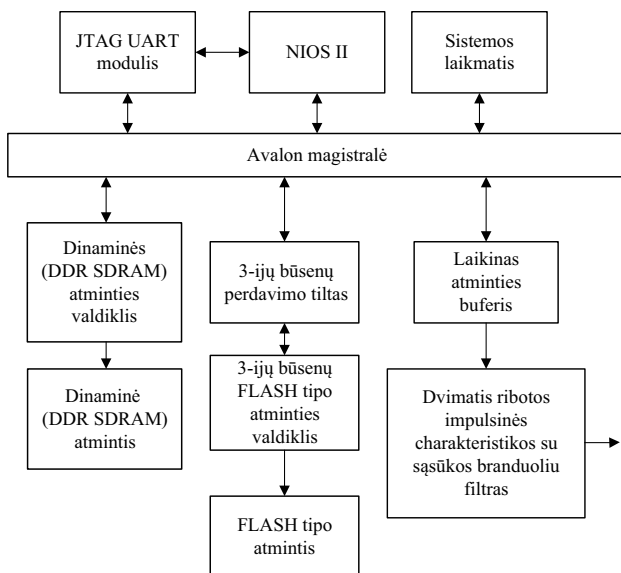 JTAG UART
modulis
NIOS II
Sistemos
laikmatis
Avalon magistralė
Dinaminės
(DDR SDRAM)
atminties
valdiklis
3-ijų būsenų
perdavimo tiltas
Laikinas
atminties
buferis
Dinaminė
(DDR SDRAM)
atmintis
3-ijų būsenų
FLASH tipo
atminties
valdiklis
Dvimatis ribotos
impulsinės
charakteristikos su
sąsūkos branduoliu
filtras
FLASH tipo
atmintis